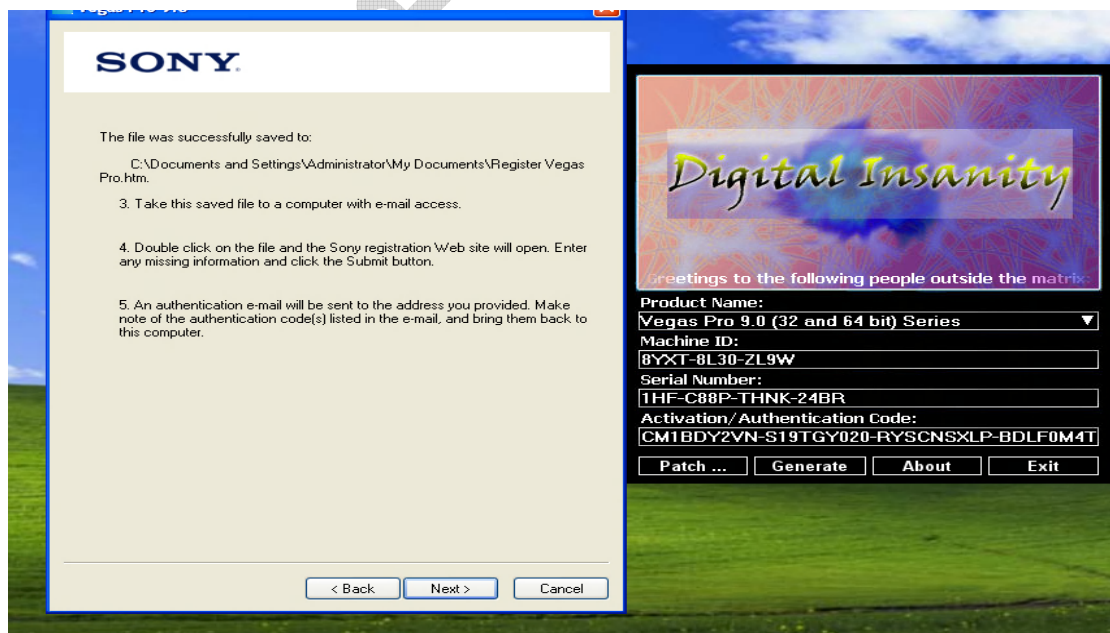 SONY
The file was successfully saved to:
C:\Documents and Settings\Administrator\My Documents\Register Vegas
Pro.htm.
3. Take this saved file to a computer with e-mail access.
4. Double click on the file and the Sony registration Web site will open. Enter
any missing information and click the Submit button.
5. An authentication e-mail will be sent to the address you provided. Make
note of the authentication code(s) listed in the e-mail, and bring them back to
this computer.
< Back
Next >
Cancel
Digital Insanity
Greetings to the following people outside the matrix:
Product Name:
Vegas Pro 9.0 (32 and 64 bit) Series
Machine ID:
8YXT-8L30-ZL9W
Serial Number:
1HF-C88P-THNK-24BR
Activation/Authentication Code:
CM1BDY2VN-S19TGY020-RYSCNSXLP-BDLF0M4T
Patch ...
Generate
About
Exit